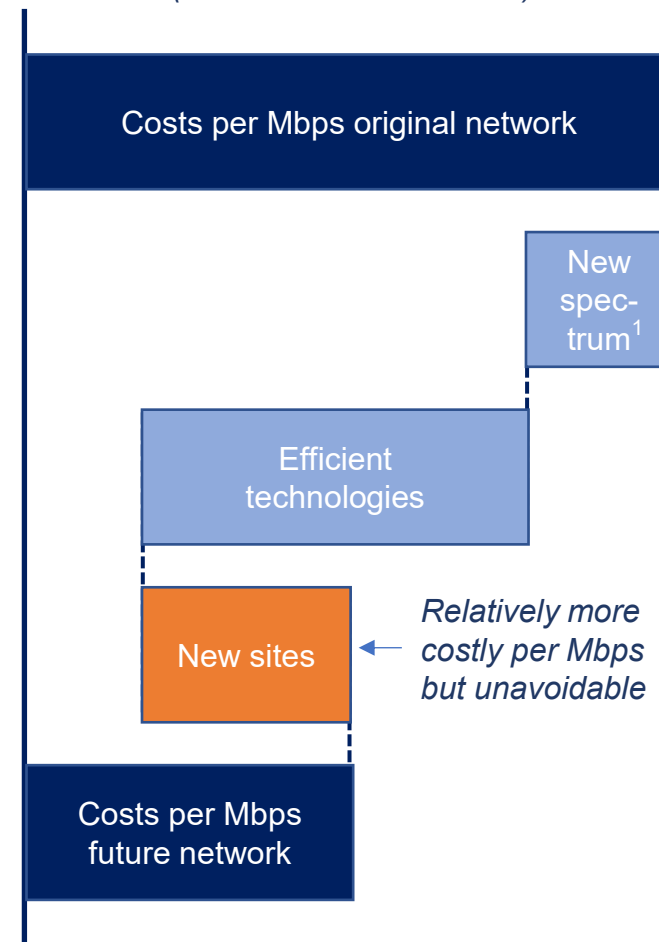 Costs per Mbps original network
New
spec-
trum¹
Efficient
technologies
New sites
Relatively more
costly per Mbps
but unavoidable
Costs per Mbps
future network